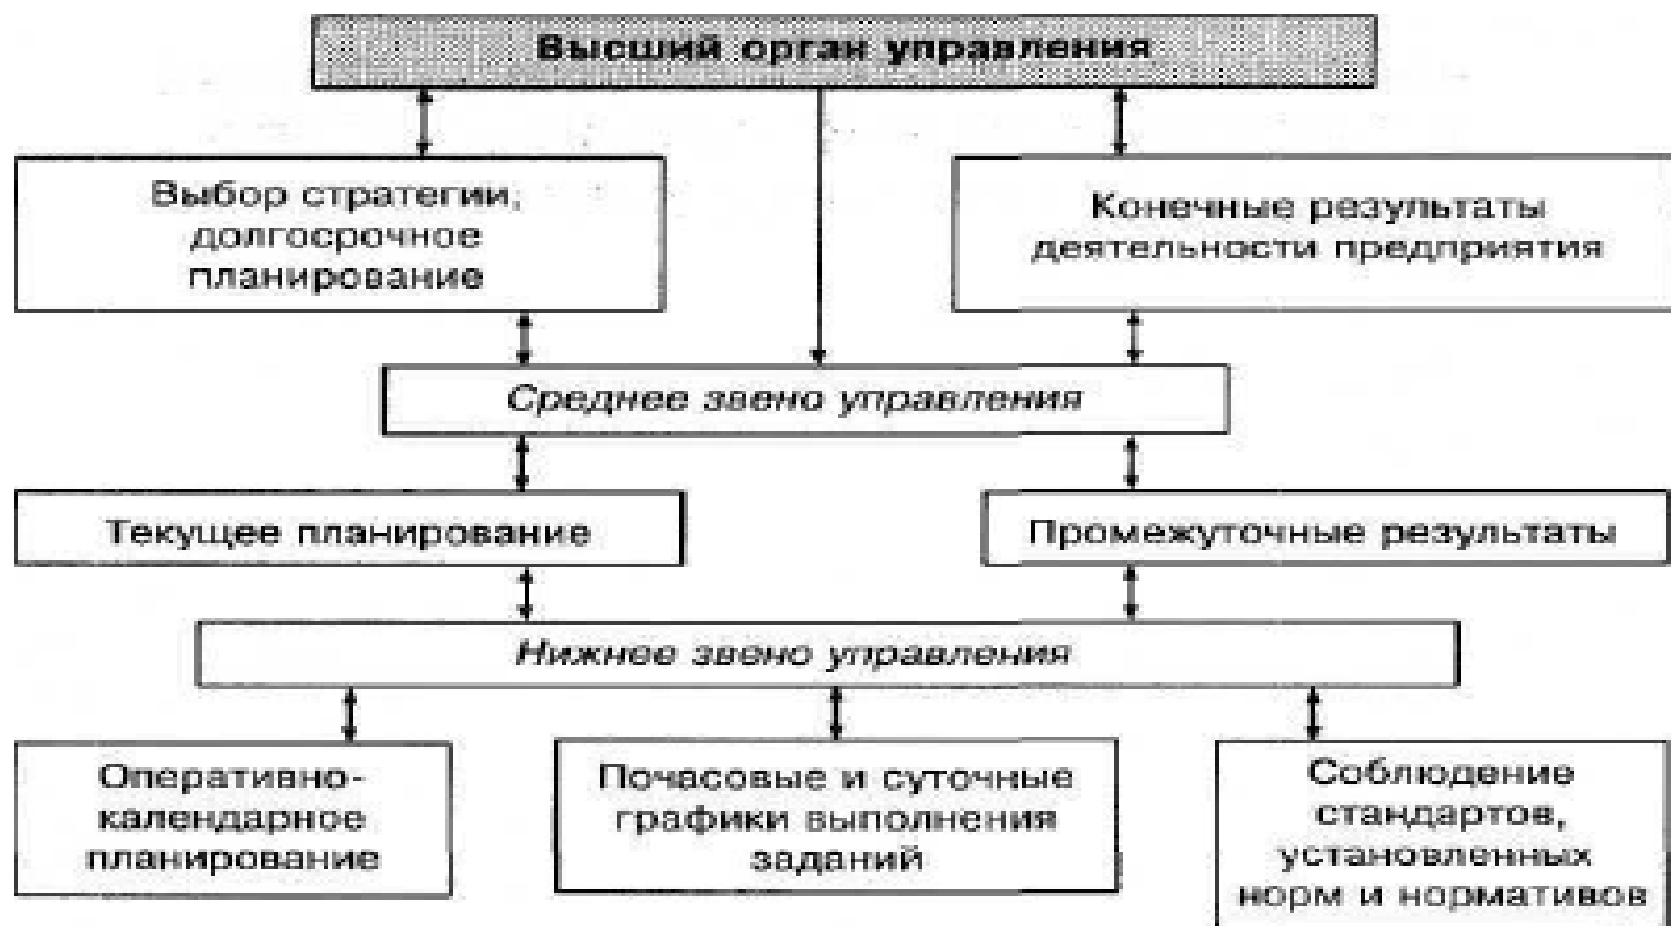 Высший орган управления
Выбор стратегии,
долгосрочное
планирование
Конечные результаты
деятельности предприятия
Среднее звено управления
Текущее планирование
Промежуточные результаты
Нижнее звено управления
Оперативно-
календарное
планирование
Почасовые и суточные
графики выполнения
заданий
Соблюдение
стандартов,
установленных
норм и нормативов